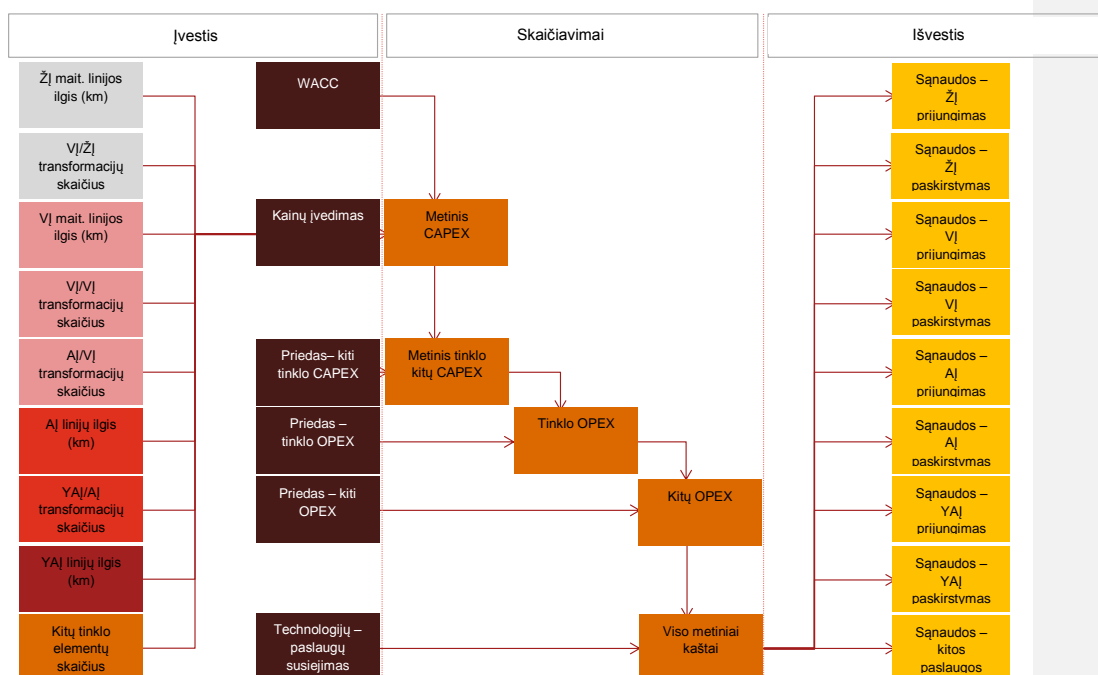 Įvestis
Skaičiavimai
Išvestis
ŽĮ mait. linijos
ilgis (km)
VĮ/ŽĮ
transformacijų
skaičius
VĮ mait. linijos
ilgis (km)
VĮ/VĮ
transformacijų
skaičius
AĮ/VĮ
transformacijų
skaičius
AĮ linijų ilgis
(km)
YAĮ/AĮ
transformacijų
skaičius
YAĮ linijų ilgis
(km)
Kitų tinklo
elementų
skaičius
WACC
Kainų įvedimas
Priedas– kiti
tinklo CAPEX
Priedas –
tinklo OPEX
Priedas – kiti
OPEX
Technologijų –
paslaugų
susiejimas
Metinis
CAPEX
Metinis tinklo
kitų CAPEX
Tinklo OPEX
Kitų OPEX
Viso metiniai
kaštai
Sąnaudos –
ŽĮ
prijungimas
Sąnaudos –
ŽĮ
paskirstymas
Sąnaudos –
VĮ
prijungimas
Sąnaudos –
VĮ
paskirstymas
Sąnaudos –
AĮ
prijungimas
Sąnaudos –
AĮ
paskirstymas
Sąnaudos –
YAĮ
prijungimas
Sąnaudos –
YAĮ
paskirstymas
Sąnaudos –
kitos
paslaugos